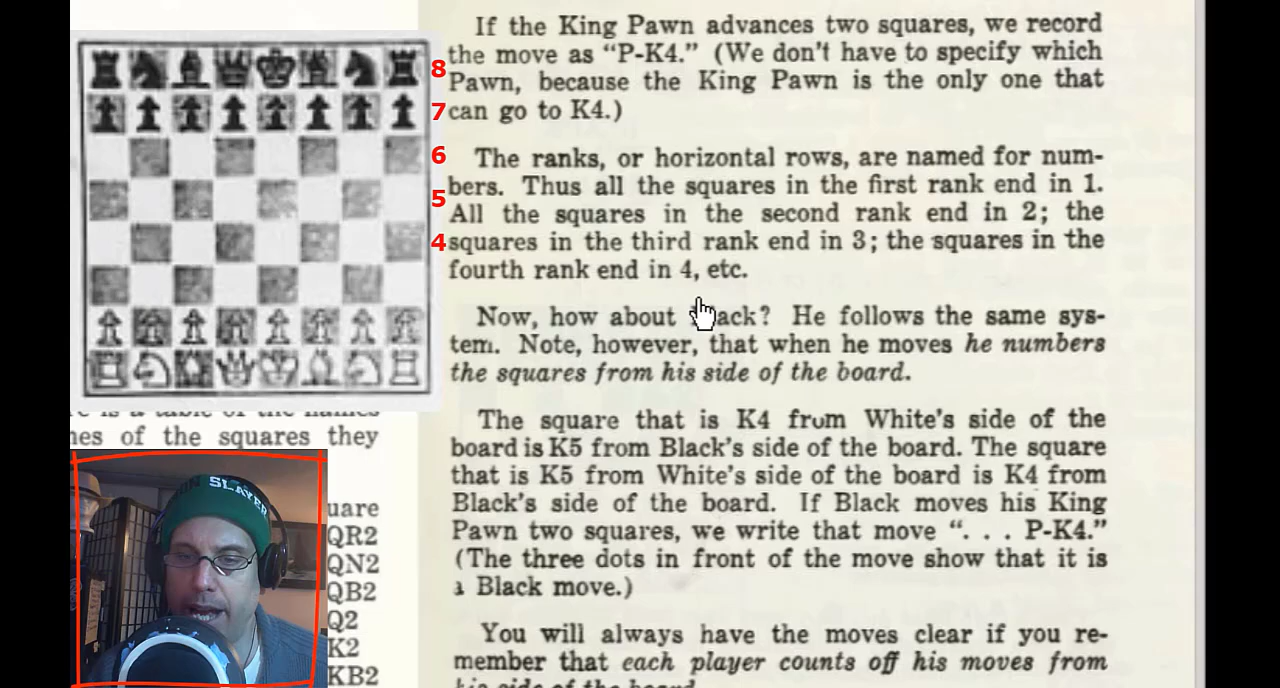 If the King Pawn advances two squares, we record
the move as “P-K4.” (We don't have to specify which
Pawn, because the King Pawn is the only one that
can go to K4.)
The ranks, or horizontal rows, are named for num-
bers. Thus all the squares in the first rank end in 1.
All the squares in the second rank end in 2; the
squares in the third rank end in 3; the squares in the
fourth rank end in 4, etc.
Now, how about Black? He follows the same sys-
tem. Note, however, that when he moves he numbers
the squares from his side of the board.
The square that is K4 from White's side of the
board is K5 from Black's side of the board. The square
that is K5 from White's side of the board is K4 from
Black's side of the board. If Black moves his King
Pawn two squares, we write that move “. . . P-K4.”
(The three dots in front of the move show that it is
a Black move.)
You will always have the moves clear if you re-
member that each player counts off his moves from
his side of the board.
8
7
6
5
4
is a table of the names
of the squares they
QR2
QN2
QB2
Q2
K2
KB2
SLAYER